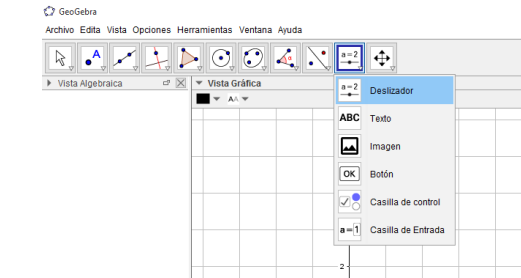 GeoGebra
Archivo Edita Vista Opciones Herramientas Ventana Ayuda
A
α
a=2
Vista Algebraica
Vista Gráfica
AA
a=2 Deslizador
ABC Texto
Imagen
OK Botón
Casilla de control
a=1 Casilla de Entrada
2